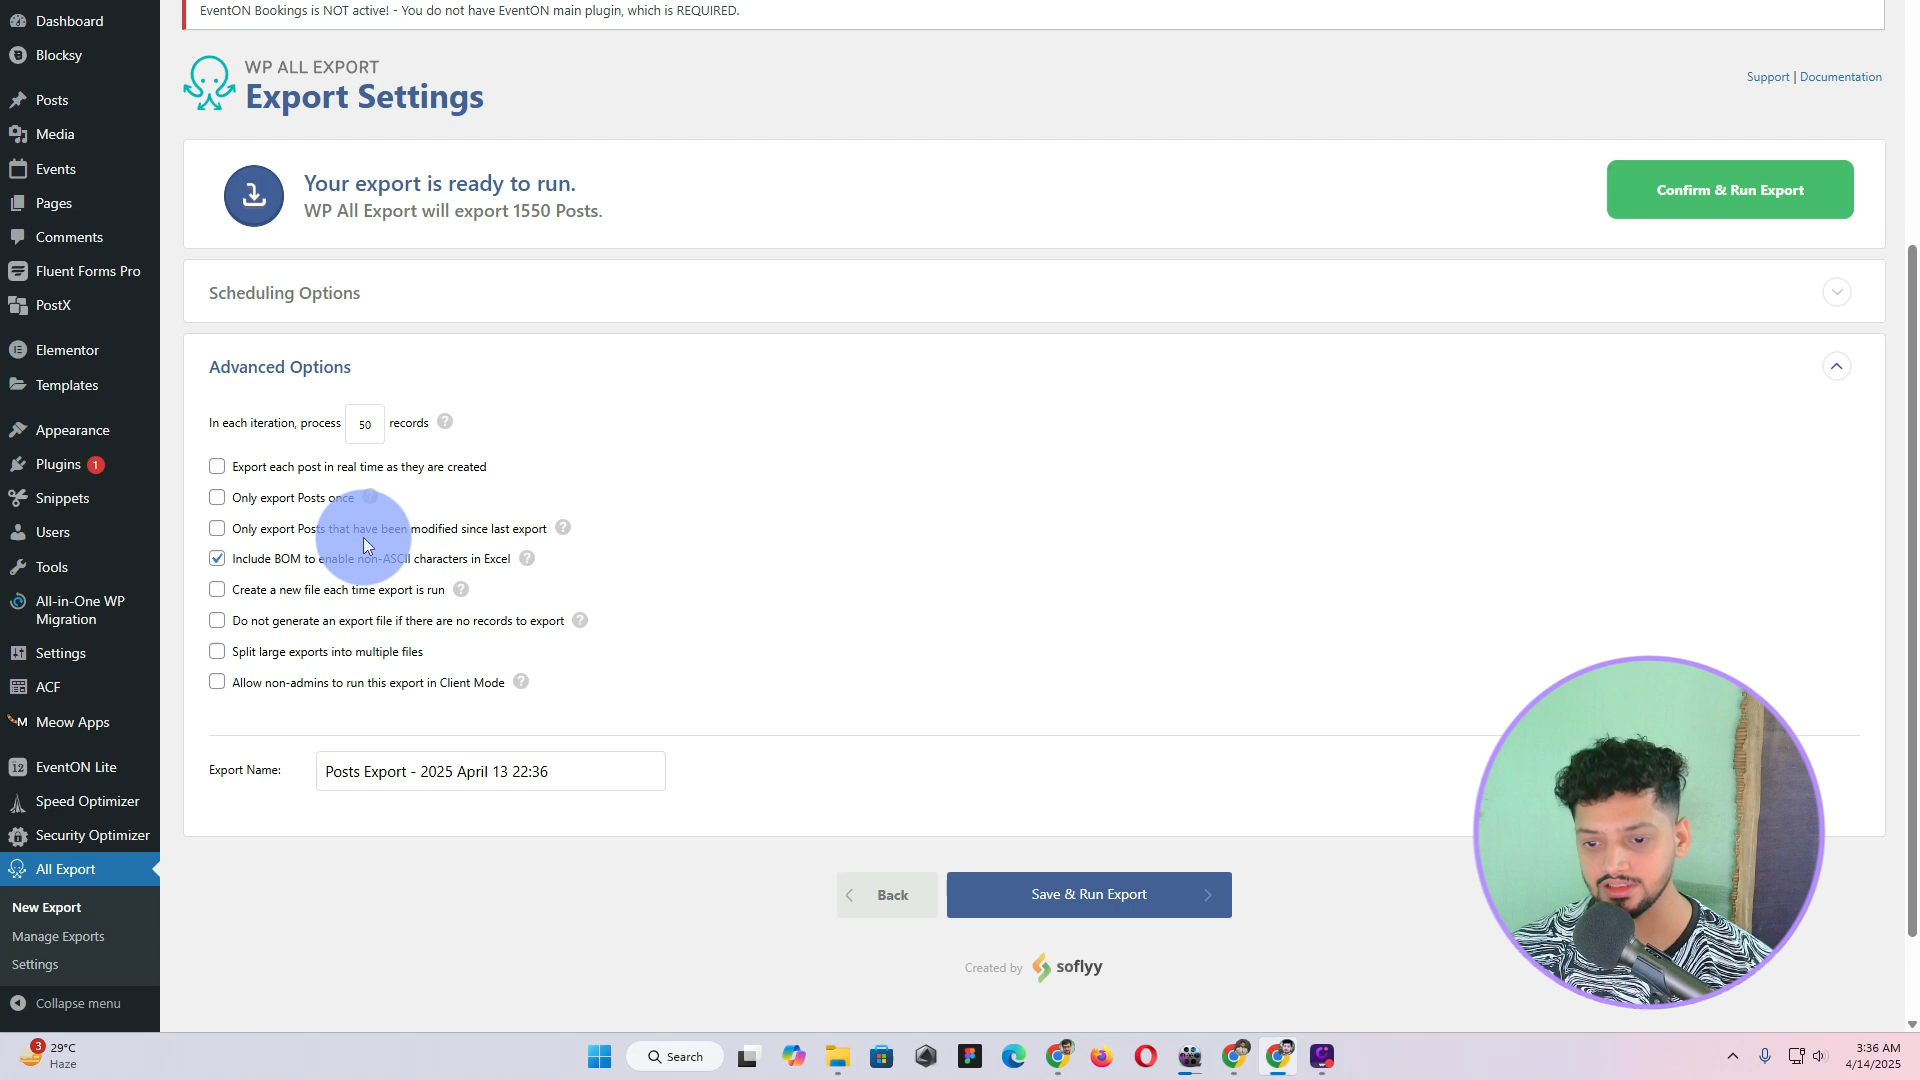 EventON Bookings is NOT active! - You do not have EventON main plugin, which is REQUIRED.
Dashboard
Blocksy
Posts
Media
Events
Pages
Comments
Fluent Forms Pro
PostX
Elementor
Templates
Appearance
Plugins 1
Snippets
Users
Tools
All-in-One WP
Migration
Settings
ACF
M Meow Apps
12 EventON Lite
Speed Optimizer
Security Optimizer
All Export
New Export
Manage Exports
Settings
Collapse menu
WP ALL EXPORT
Export Settings
Support | Documentation
Your export is ready to run.
WP All Export will export 1550 Posts.
Confirm & Run Export
Scheduling Options
Advanced Options
In each iteration, process 50 records ?
Export each post in real time as they are created
Only export Posts once ?
Only export Posts that have been modified since last export ?
Include BOM to enable non-ASCII characters in Excel ?
Create a new file each time export is run ?
Do not generate an export file if there are no records to export ?
Split large exports into multiple files
Allow non-admins to run this export in Client Mode ?
Export Name: Posts Export - 2025 April 13 22:36
Back
Save & Run Export
Created by soflyy
3
29°C
Haze
Search
3:36 AM
4/14/2025